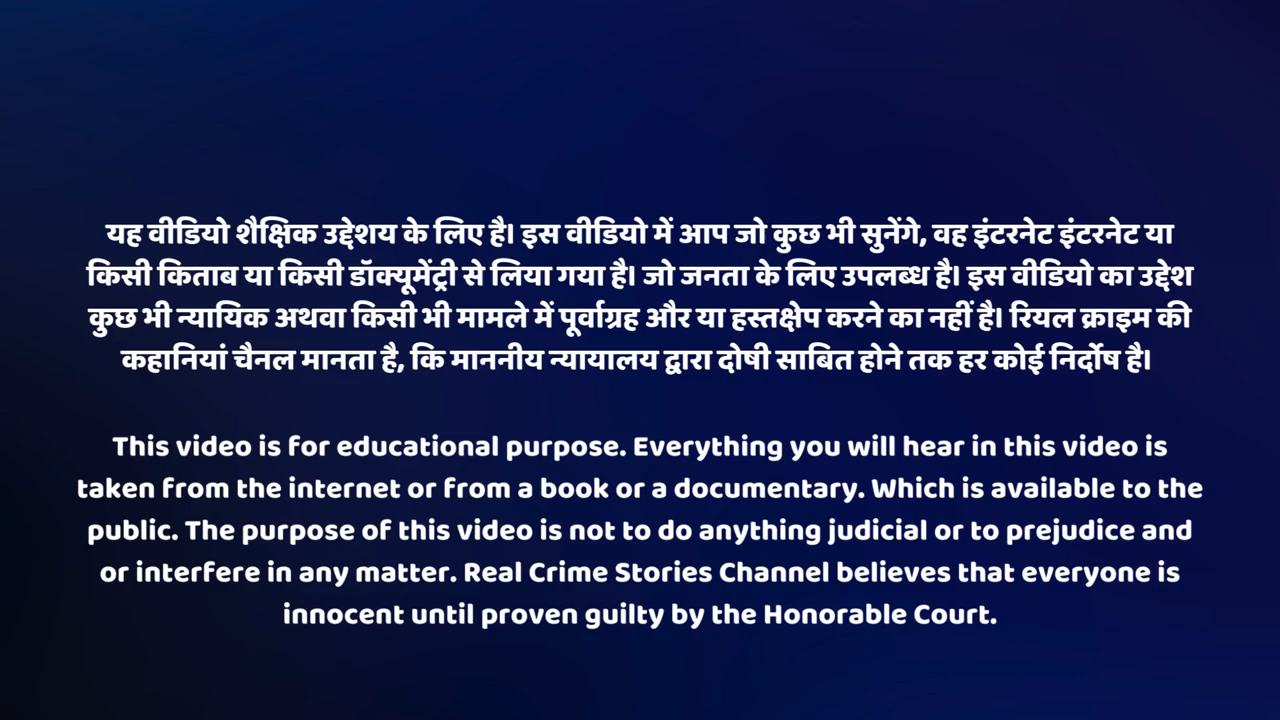 यह वीडियो शैक्षिक उद्देशय के लिए है। इस वीडियो में आप जो कुछ भी सुनेंगे, वह इंटरनेट इंटरनेट या
किसी किताब या किसी डॉक्यूमेंट्री से लिया गया है। जो जनता के लिए उपलब्ध है। इस वीडियो का उद्देश
कुछ भी न्यायिक अथवा किसी भी मामले में पूर्वाग्रह और या हस्तक्षेप करने का नहीं है। रियल क्राइम की
कहानियां चैनल मानता है, कि माननीय न्यायालय द्वारा दोषी साबित होने तक हर कोई निर्दोष है।
This video is for educational purpose. Everything you will hear in this video is
taken from the internet or from a book or a documentary. Which is available to the
public. The purpose of this video is not to do anything judicial or to prejudice and
or interfere in any matter. Real Crime Stories Channel believes that everyone is
innocent until proven guilty by the Honorable Court.